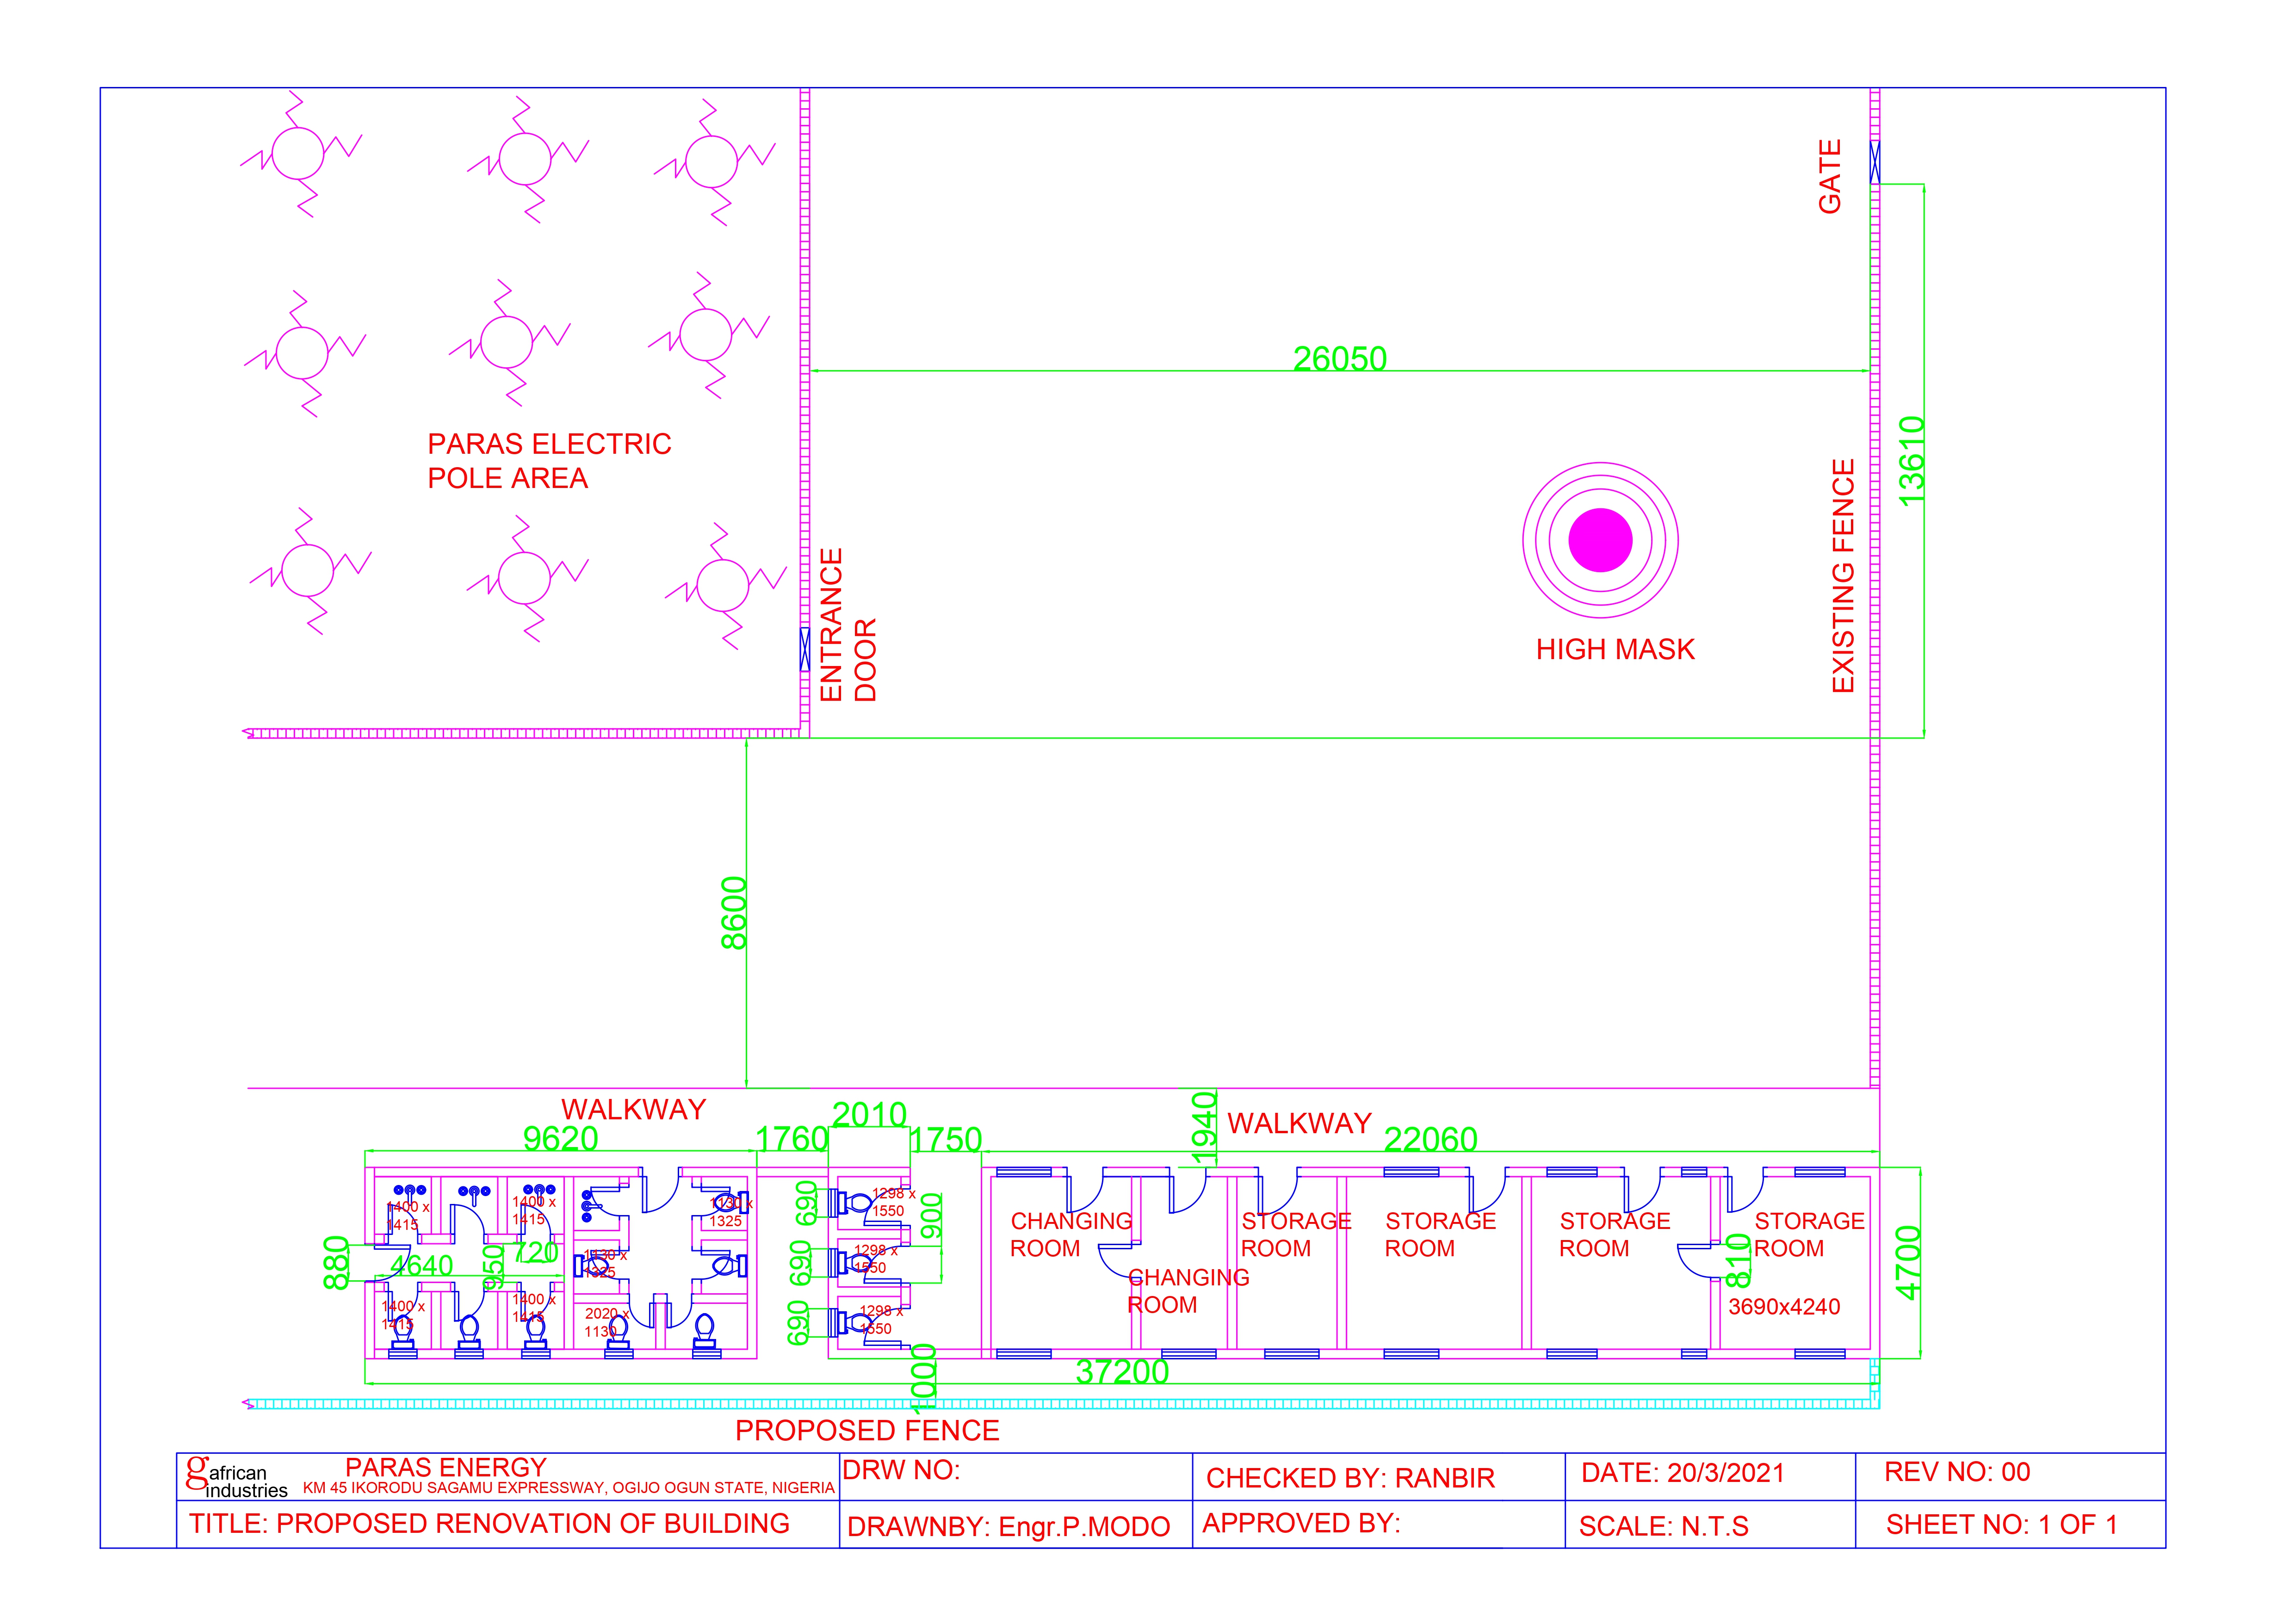 GATE
26050
PARAS ELECTRIC
POLE AREA
13610
EXISTING FENCE
ENTRANCE
DOOR
HIGH MASK
8600
WALKWAY
2010
1940
WALKWAY
9620
1760
1750
22060
1400 x
1415
1400 x
1415
1130 x
1325
690
1298 x
1550
900
CHANGING
ROOM
STORAGE
ROOM
STORAGE
ROOM
STORAGE
ROOM
STORAGE
ROOM
880
4640
950
720
1130 x
1325
690
1298 x
1550
CHANGING
ROOM
810
4700
1400 x
1415
1400 x
1415
2020 x
1130
690
1298 x
1550
3690x4240
1000
37200
PROPOSED FENCE
g african
industries
PARAS ENERGY
KM 45 IKORODU SAGAMU EXPRESSWAY, OGIJO OGUN STATE, NIGERIA
DRW NO:
CHECKED BY: RANBIR
DATE: 20/3/2021
REV NO: 00
TITLE: PROPOSED RENOVATION OF BUILDING
DRAWNBY: Engr.P.MODO
APPROVED BY:
SCALE: N.T.S
SHEET NO: 1 OF 1